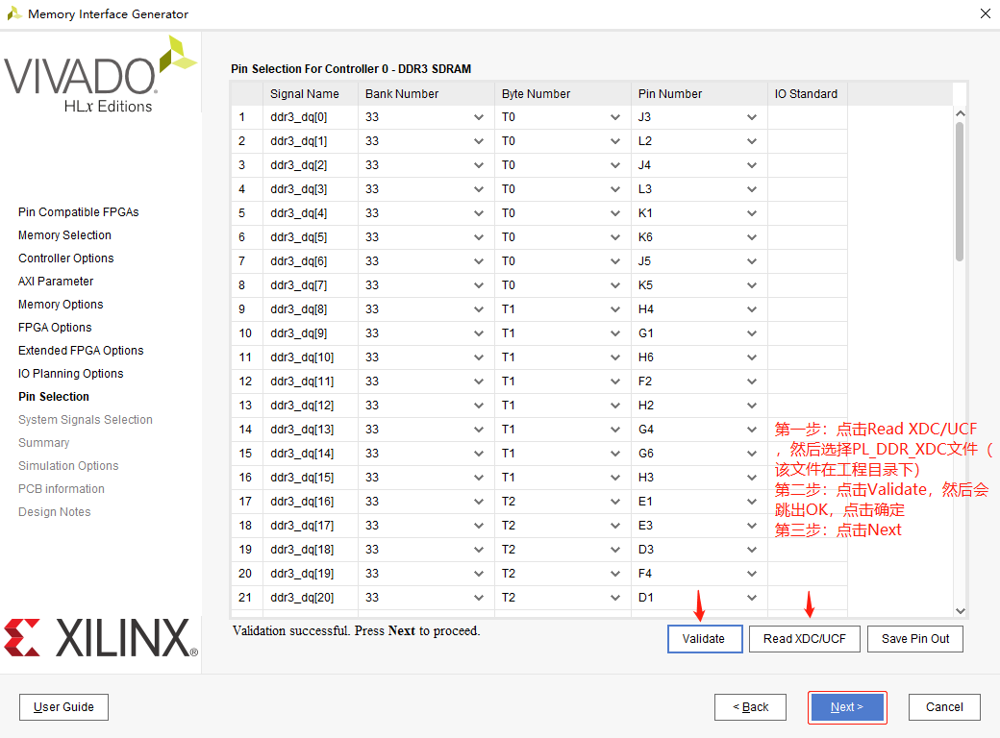 Memory Interface Generator
VIVADO
HLx Editions
Pin Compatible FPGAs
Memory Selection
Controller Options
AXI Parameter
Memory Options
FPGA Options
Extended FPGA Options
IO Planning Options
Pin Selection
System Signals Selection
Summary
Simulation Options
PCB information
Design Notes
XILINX®
Pin Selection For Controller 0 - DDR3 SDRAM
Signal Name Bank Number Byte Number Pin Number IO Standard
1 ddr3_dq[0] 33 T0 J3
2 ddr3_dq[1] 33 T0 L2
3 ddr3_dq[2] 33 T0 J4
4 ddr3_dq[3] 33 T0 L3
5 ddr3_dq[4] 33 T0 K1
6 ddr3_dq[5] 33 T0 K6
7 ddr3_dq[6] 33 T0 J5
8 ddr3_dq[7] 33 T0 K5
9 ddr3_dq[8] 33 T1 H4
10 ddr3_dq[9] 33 T1 G1
11 ddr3_dq[10] 33 T1 H6
12 ddr3_dq[11] 33 T1 F2
13 ddr3_dq[12] 33 T1 H2
14 ddr3_dq[13] 33 T1 G4
15 ddr3_dq[14] 33 T1 G6
16 ddr3_dq[15] 33 T1 H3
17 ddr3_dq[16] 33 T2 E1
18 ddr3_dq[17] 33 T2 E3
19 ddr3_dq[18] 33 T2 D3
20 ddr3_dq[19] 33 T2 F4
21 ddr3_dq[20] 33 T2 D1
第一步：点击Read XDC/UCF
，然后选择PL_DDR_XDC文件（
该文件在工程目录下）
第二步：点击Validate，然后会
跳出OK，点击确定
第三步：点击Next
Validation successful. Press Next to proceed.
Validate Read XDC/UCF Save Pin Out
User Guide < Back Next > Cancel